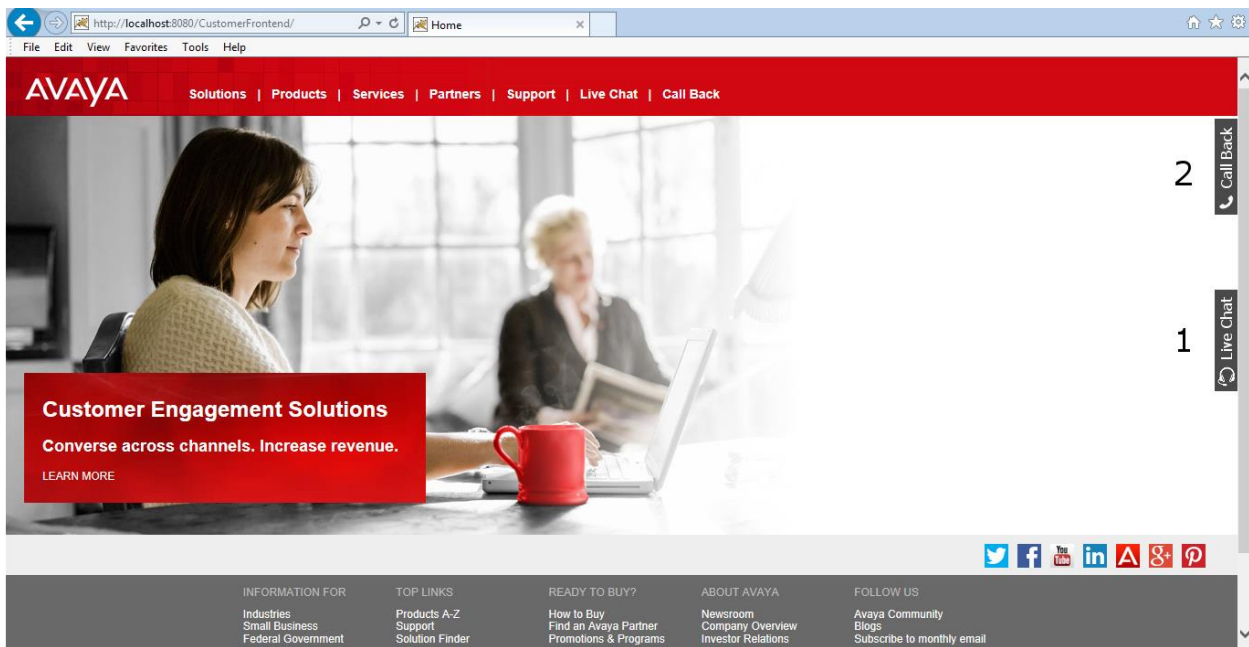 http://localhost:8080/CustomerFrontend/
Home
File Edit View Favorites Tools Help
AVAYA
Solutions | Products | Services | Partners | Support | Live Chat | Call Back
2
Call Back
1
Live Chat
Customer Engagement Solutions
Converse across channels. Increase revenue.
LEARN MORE
You Tube
in
8+
INFORMATION FOR
Industries
Small Business
Federal Government
TOP LINKS
Products A-Z
Support
Solution Finder
READY TO BUY?
How to Buy
Find an Avaya Partner
Promotions & Programs
ABOUT AVAYA
Newsroom
Company Overview
Investor Relations
FOLLOW US
Avaya Community
Blogs
Subscribe to monthly email